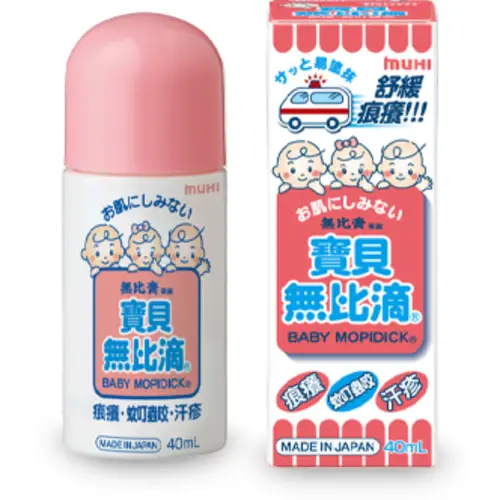 muHI
お肌にしみない
無比膏
寶貝
無比滴®
BABY MOPIDICK®
痕癢・蚊叮蟲咬・汗疹
MADE IN JAPAN
40mL
muHI
サッと易塗抹
舒緩
痕癢!!!
お肌にしみない
無比膏
寶貝
無比滴®
BABY MOPIDICK®
痕癢
蚊叮蟲咬
汗疹
MADE IN JAPAN
40mL